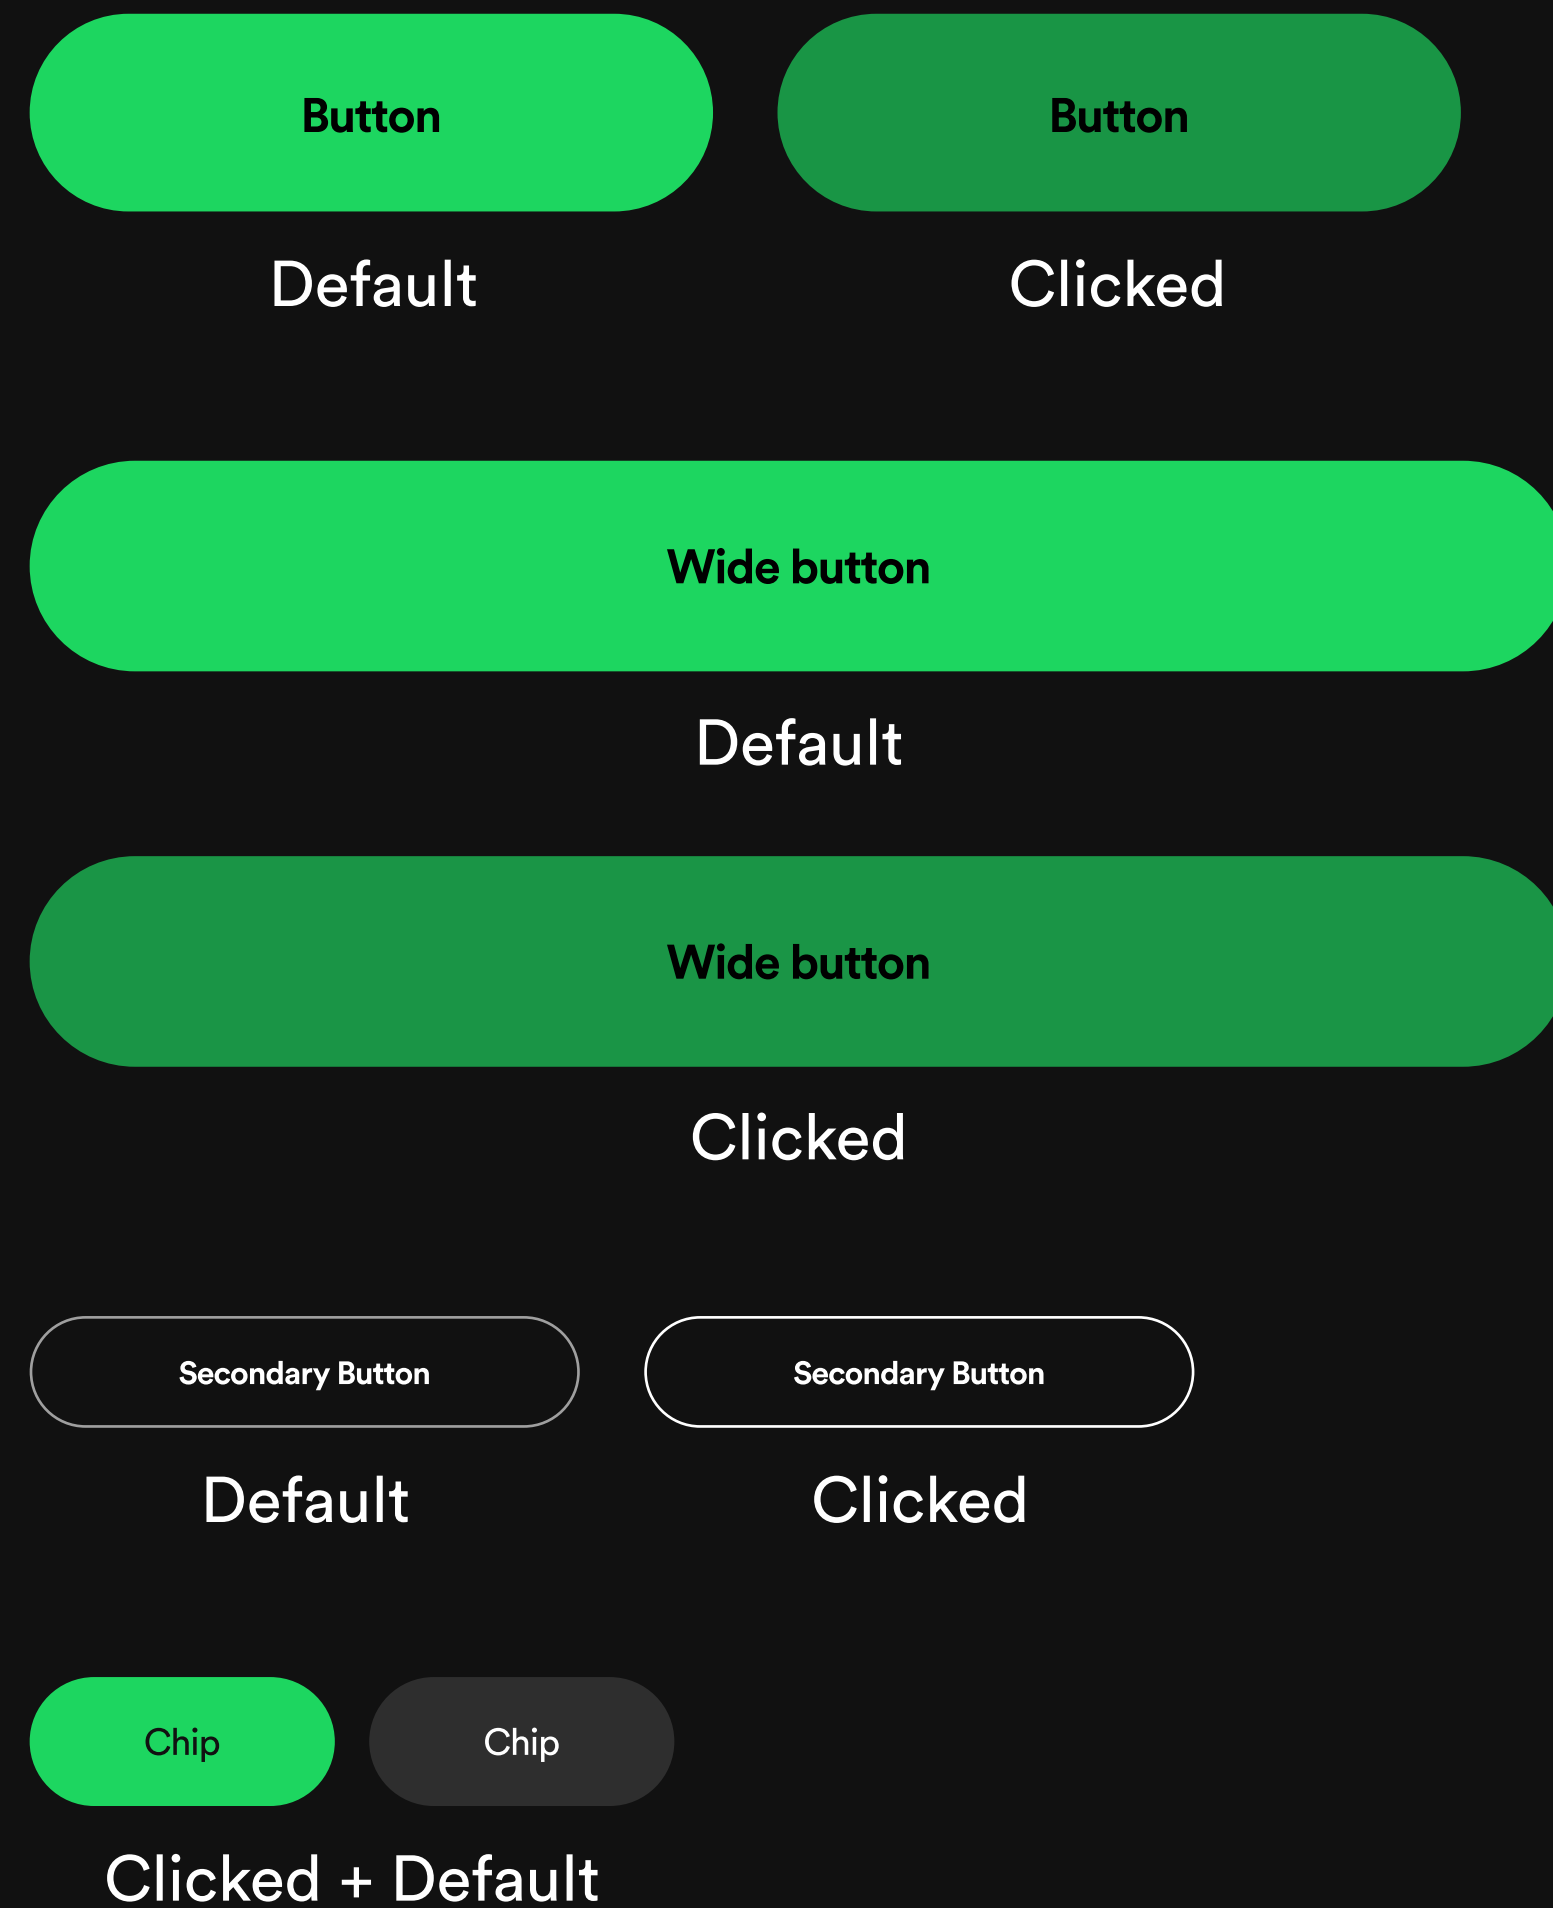 Button
Button
Default
Clicked
Wide button
Default
Wide button
Clicked
Secondary Button
Secondary Button
Default
Clicked
Chip
Chip
Clicked + Default